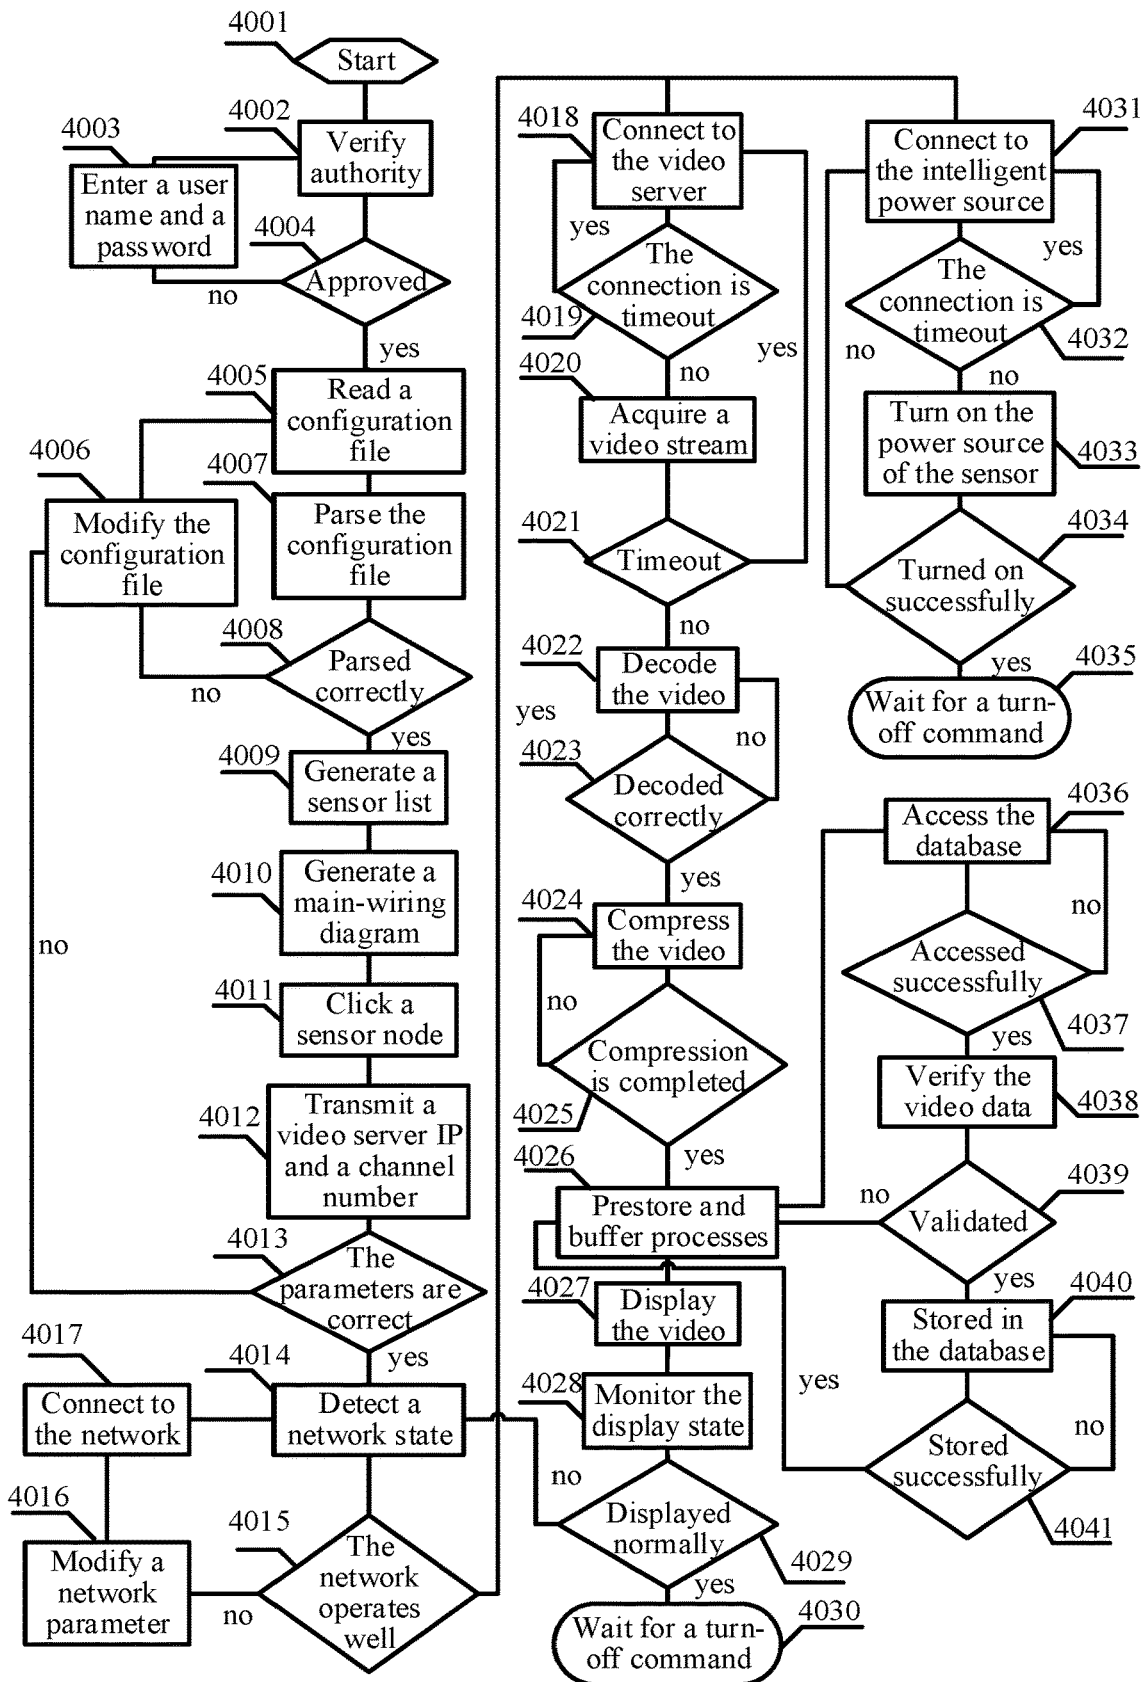 4001
Start
4002
Verify
authority
4003
Enter a user
name and a
password
4004
Approved
no
yes
4005
Read a
configuration
file
4006
Modify the
configuration
file
4007
Parse the
configuration
file
4008
Parsed
correctly
no
yes
4009
Generate a
sensor list
4010
Generate a
main-wiring
diagram
no
4011
Click a
sensor node
4012
Transmit a
video server IP
and a channel
number
4013
The
parameters are
correct
yes
4014
Detect a
network state
4017
Connect to
the network
4016
Modify a
network
parameter
4015
The
network
operates
well
no
4018
Connect to
the video
server
yes
4019
The
connection is
timeout
yes
no
4020
Acquire a
video stream
4021
Timeout
no
4022
Decode
the video
yes
no
4023
Decoded
correctly
yes
4024
Compress
the video
no
4025
Compression
is completed
yes
4026
Prestore and
buffer processes
4027
Display
the video
4028
Monitor the
display state
no
Displayed
normally
4029
yes
4030
Wait for a turn-
off command
4031
Connect to
the intelligent
power source
yes
The
connection is
timeout
4032
no
no
Turn on the
power source
of the sensor
4033
4034
Turned on
successfully
yes
4035
Wait for a turn-
off command
4036
Access the
database
no
Accessed
successfully
4037
yes
Verify the
video data
4038
no
Validated
4039
yes
4040
Stored in
the database
yes
no
Stored
successfully
4041